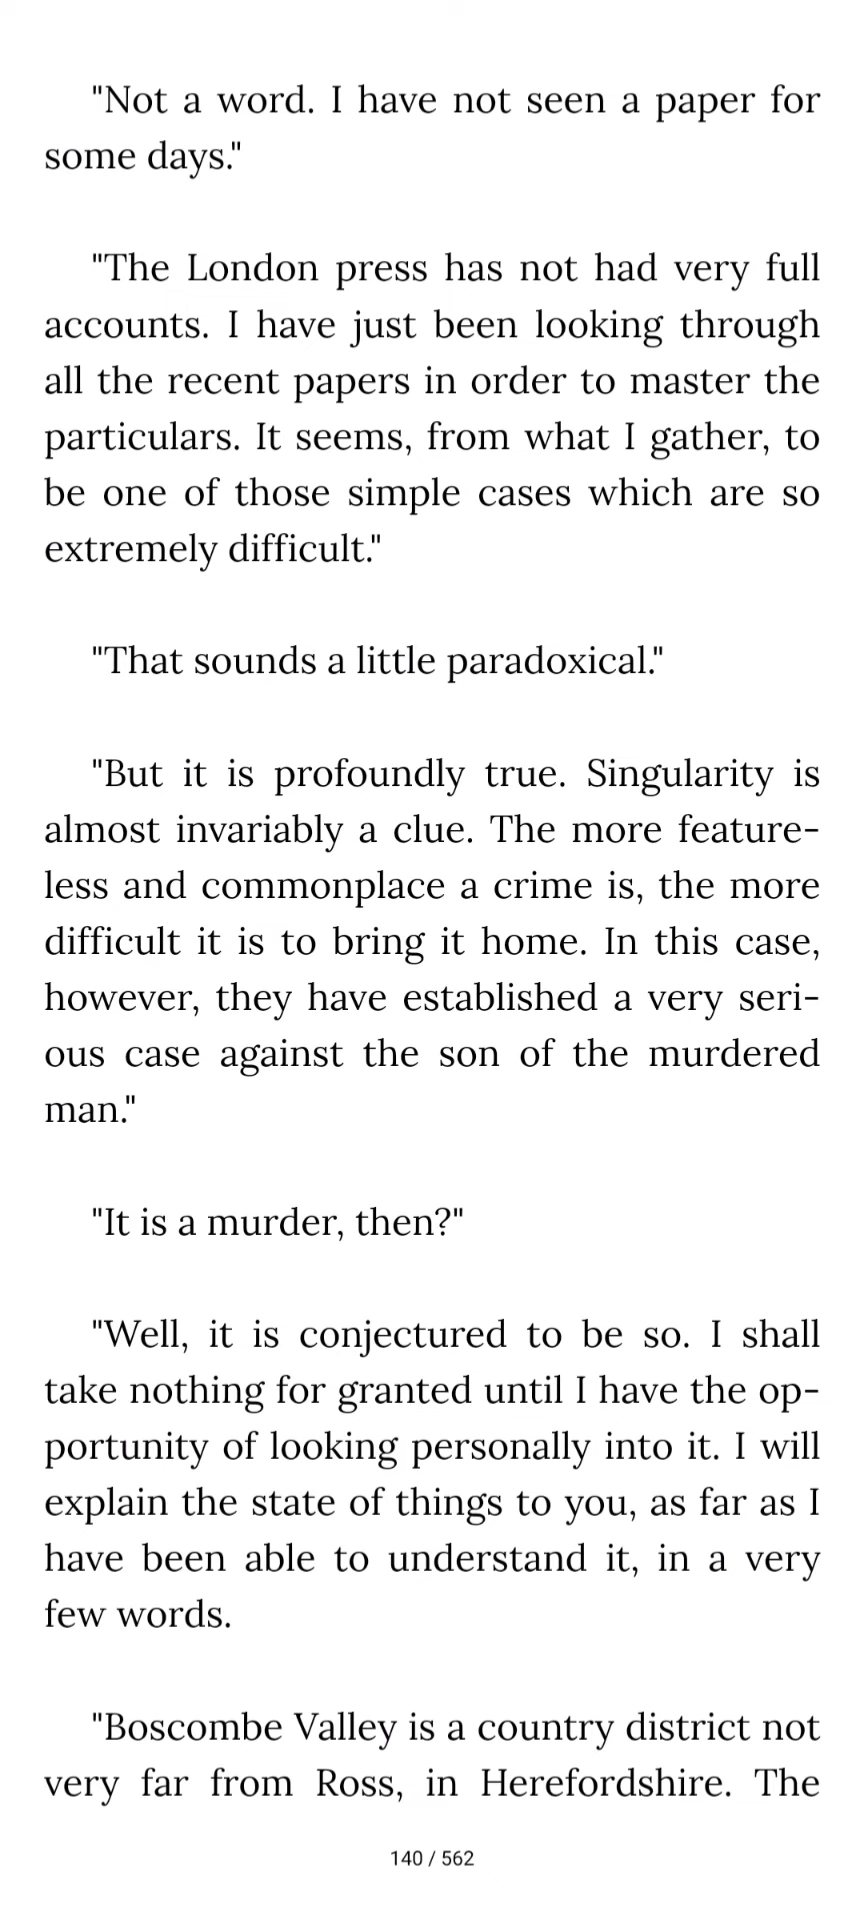 "Not a word. I have not seen a paper for
some days."
"The London press has not had very full
accounts. I have just been looking through
all the recent papers in order to master the
particulars. It seems, from what I gather, to
be one of those simple cases which are so
extremely difficult."
"That sounds a little paradoxical."
"But it is profoundly true. Singularity is
almost invariably a clue. The more feature-
less and commonplace a crime is, the more
difficult it is to bring it home. In this case,
however, they have established a very seri-
ous case against the son of the murdered
man."
"It is a murder, then?"
"Well, it is conjectured to be so. I shall
take nothing for granted until I have the op-
portunity of looking personally into it. I will
explain the state of things to you, as far as I
have been able to understand it, in a very
few words.
"Boscombe Valley is a country district not
very far from Ross, in Herefordshire. The
140 / 562